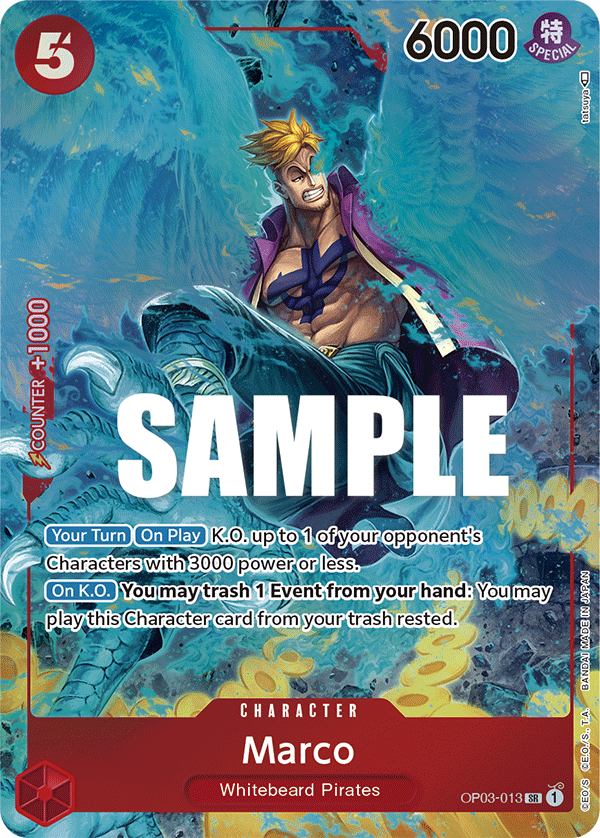 5
6000
特
SPECIAL
tatsuya
COUNTER +1000
SAMPLE
Your Turn On Play K.O. up to 1 of your opponent's
Characters with 3000 power or less.
On K.O. You may trash 1 Event from your hand: You may
play this Character card from your trash rested.
©E.O/S ©E.O./S., T.A. BANDAI MADE IN JAPAN
CHARACTER
Marco
Whitebeard Pirates
OP03-013 SR 1